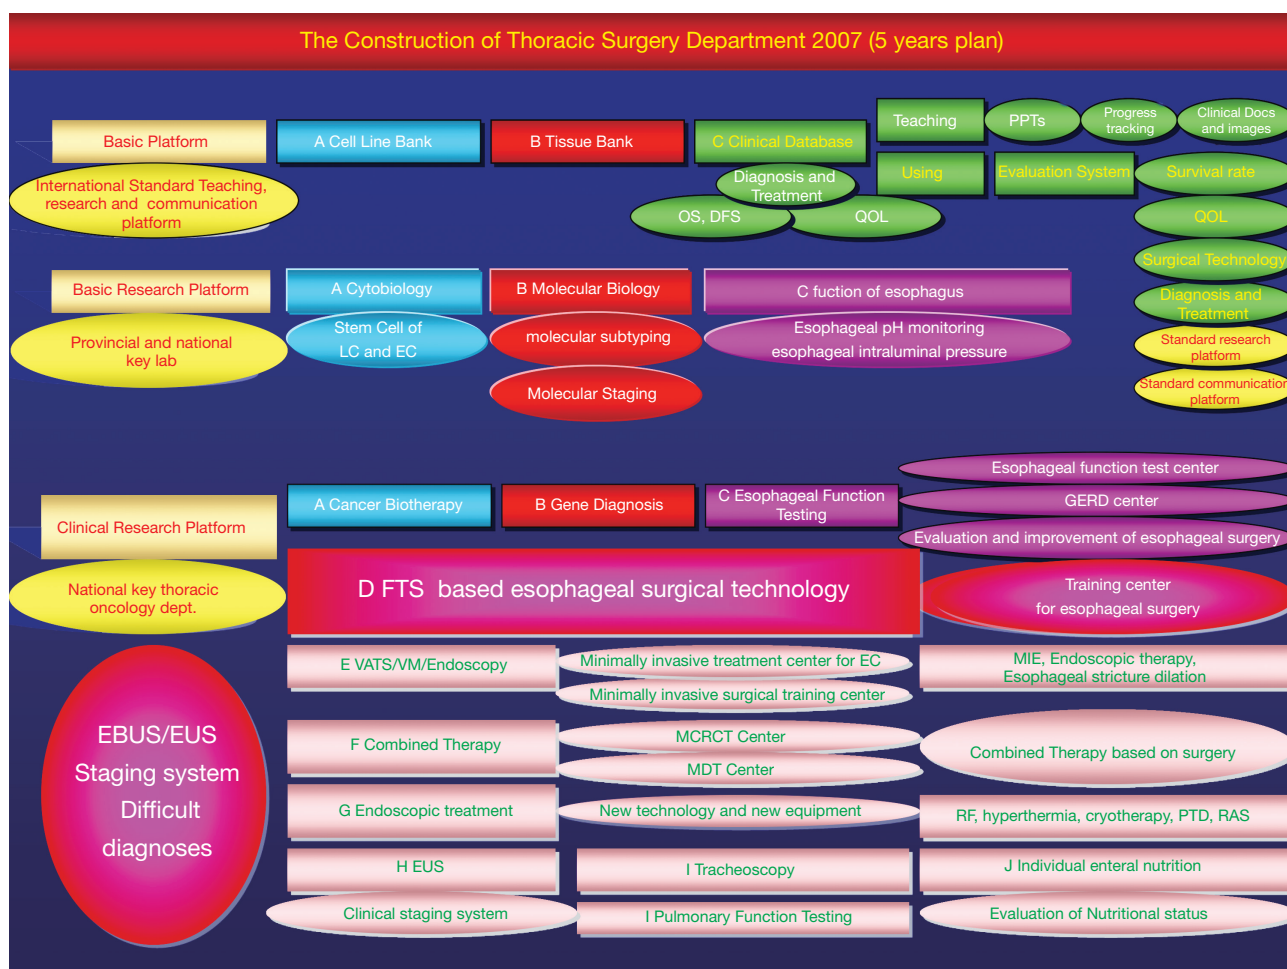 The Construction of Thoracic Surgery Department 2007 (5 years plan)
Basic Platform
A Cell Line Bank
B Tissue Bank
C Clinical Database
Teaching
PPTs
Progress
tracking
Clinical Docs
and images
International Standard Teaching,
research and communication
platform
Diagnosis and
Treatment
OS, DFS
QOL
Using
Evaluation System
Survival rate
QOL
Surgical Technology
Diagnosis and
Treatment
Standard research
platform
Standard communication
platform
Basic Research Platform
A Cytobiology
B Molecular Biology
C fuction of esophagus
Provincial and national
key lab
Stem Cell of
LC and EC
molecular subtyping
Molecular Staging
Esophageal pH monitoring
esophageal intraluminal pressure
Clinical Research Platform
A Cancer Biotherapy
B Gene Diagnosis
C Esophageal Function
Testing
Esophageal function test center
GERD center
Evaluation and improvement of esophageal surgery
National key thoracic
oncology dept.
D FTS based esophageal surgical technology
Training center
for esophageal surgery
EBUS/EUS
Staging system
Difficult
diagnoses
E VATS/VM/Endoscopy
Minimally invasive treatment center for EC
Minimally invasive surgical training center
MIE, Endoscopic therapy,
Esophageal stricture dilation
F Combined Therapy
MCRCT Center
MDT Center
Combined Therapy based on surgery
G Endoscopic treatment
New technology and new equipment
RF, hyperthermia, cryotherapy, PTD, RAS
H EUS
I Tracheoscopy
J Individual enteral nutrition
Clinical staging system
I Pulmonary Function Testing
Evaluation of Nutritional status